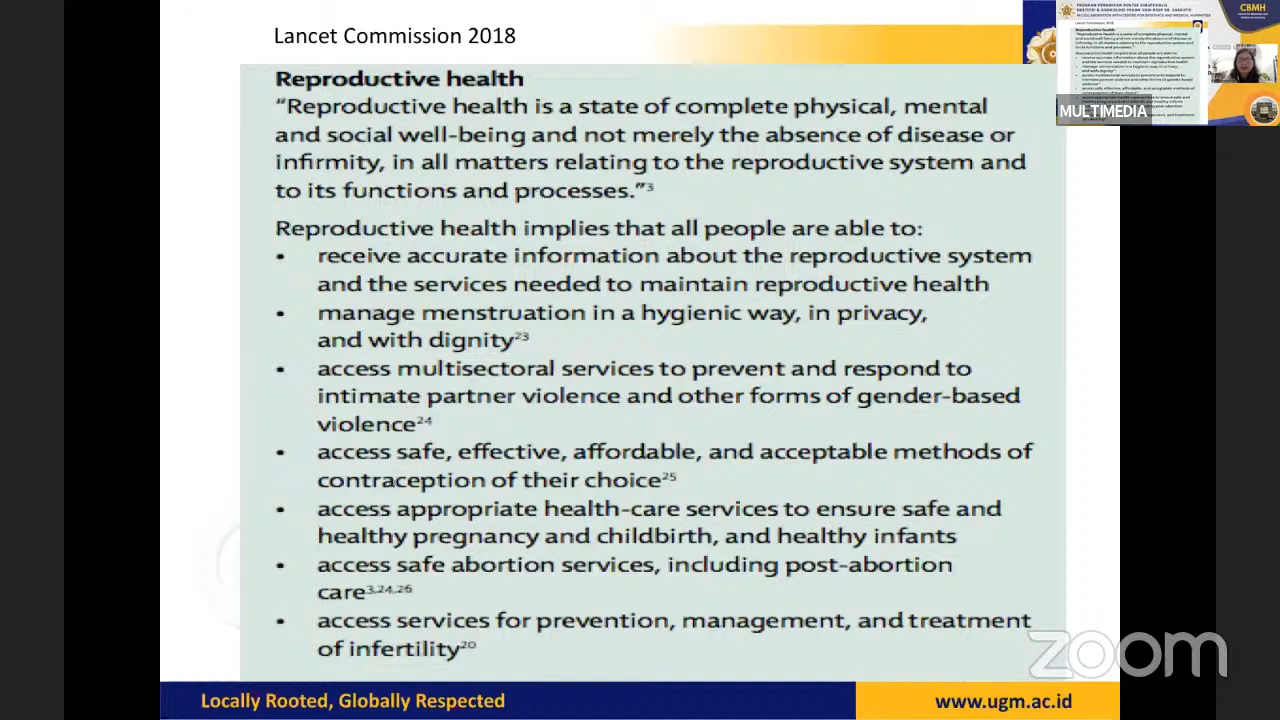 Lancet Comission 2018
Reproductive health
“Reproductive health is a state of complete physical, mental
and social well-being and not merely the absence of disease or
infirmity, in all matters relating to the reproductive system and
to its functions and processes.”³
Reproductive health implies that all people are able to:
• receive accurate information about the reproductive system
and the services needed to maintain reproductive health
• manage menstruation in a hygienic way, in privacy,
and with dignity²³
• access multisectoral services to prevent and respond to
intimate partner violence and other forms of gender-based
violence²⁴
• access safe, effective, affordable, and acceptable methods of
contraception of their choice²⁵
• access appropriate health-care services to ensure safe and
healthy pregnancy and childbirth, and healthy infants
• access safe abortion services, including post-abortion
care³,²⁴,²⁶
• access services for prevention, management, and treatment
of infertility²⁰
Locally Rooted, Globally Respected
www.ugm.ac.id
zoom
MULTIMEDIA
CBMH